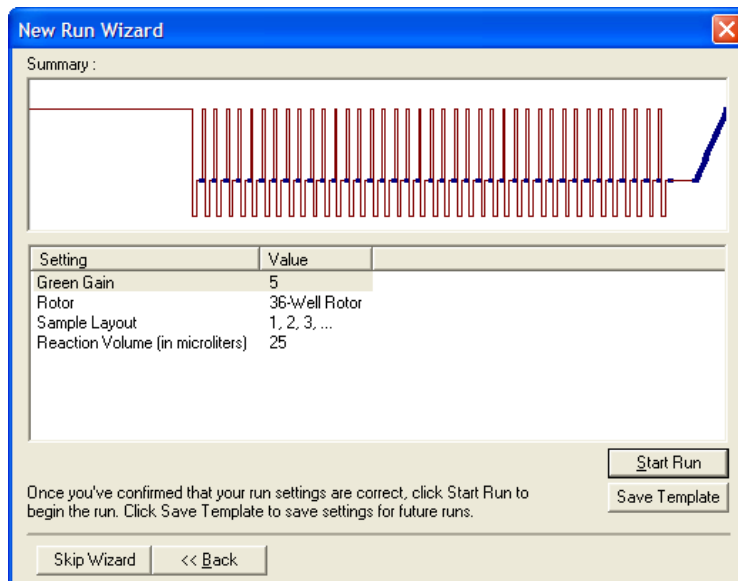 New Run Wizard
Summary :
Setting Value
Green Gain 5
Rotor 36-Well Rotor
Sample Layout 1, 2, 3, ...
Reaction Volume (in microliters) 25
Start Run
Once you've confirmed that your run settings are correct, click Start Run to
begin the run. Click Save Template to save settings for future runs.
Save Template
Skip Wizard << Back